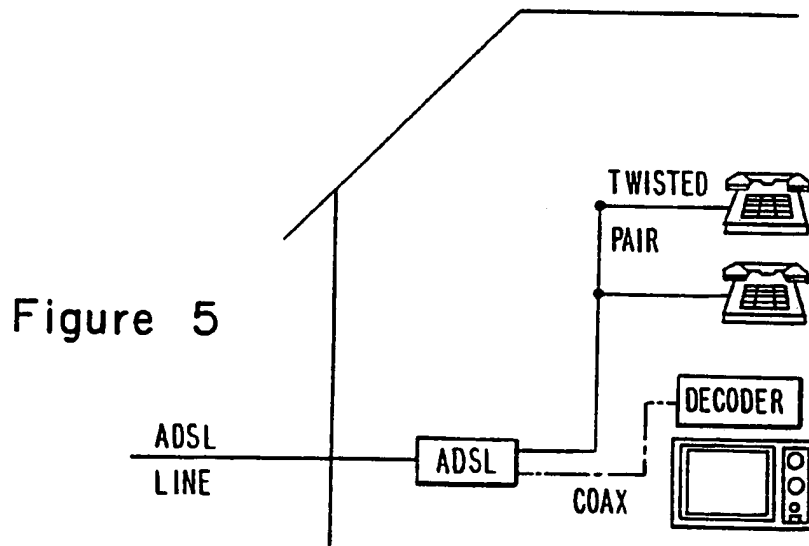 TWISTED
PAIR
Figure 5
DECODER
ADSL
LINE
ADSL
COAX